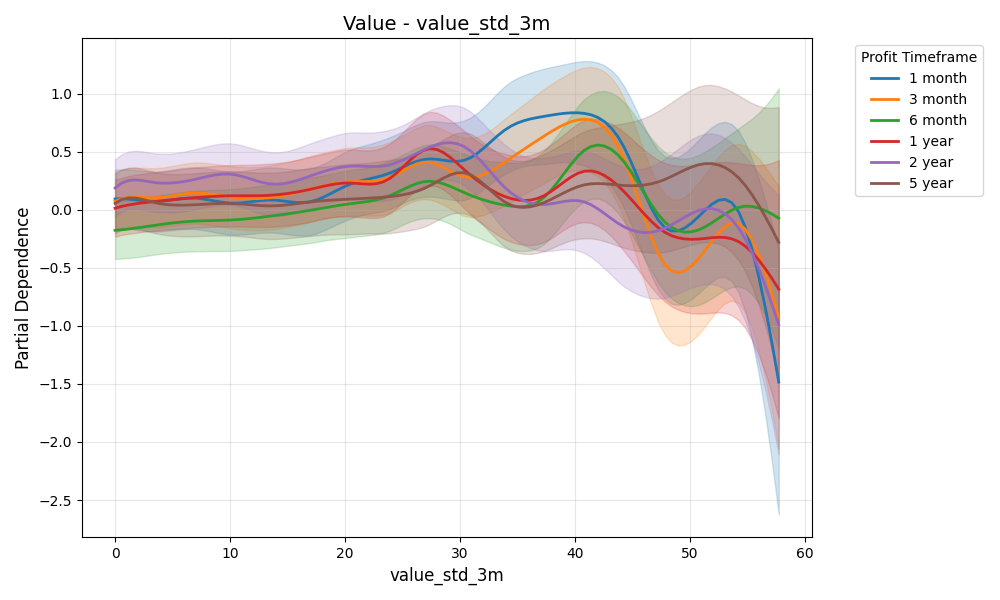 Value - value_std_3m
Profit Timeframe
1 month
3 month
6 month
1 year
2 year
5 year
Partial Dependence
1.0
0.5
0.0
−0.5
−1.0
−1.5
−2.0
−2.5
0 10 20 30 40 50 60
value_std_3m